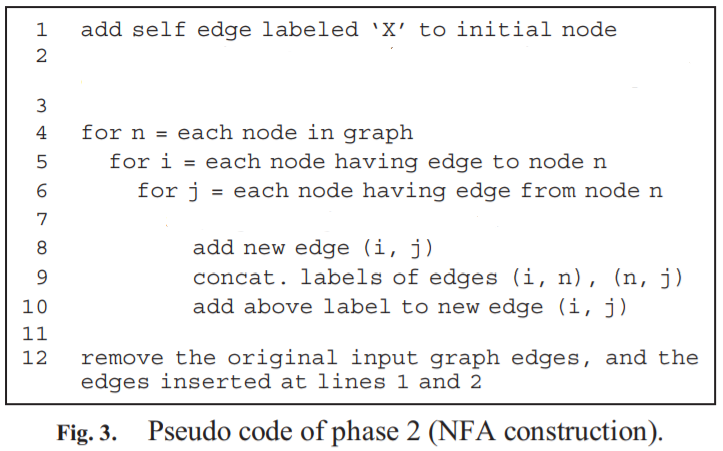 1 add self edge labeled ‘X’ to initial node
2
3
4 for n = each node in graph
5 for i = each node having edge to node n
6 for j = each node having edge from node n
7
8 add new edge (i, j)
9 concat. labels of edges (i, n), (n, j)
10 add above label to new edge (i, j)
11
12 remove the original input graph edges, and the
edges inserted at lines 1 and 2
Fig. 3. Pseudo code of phase 2 (NFA construction).